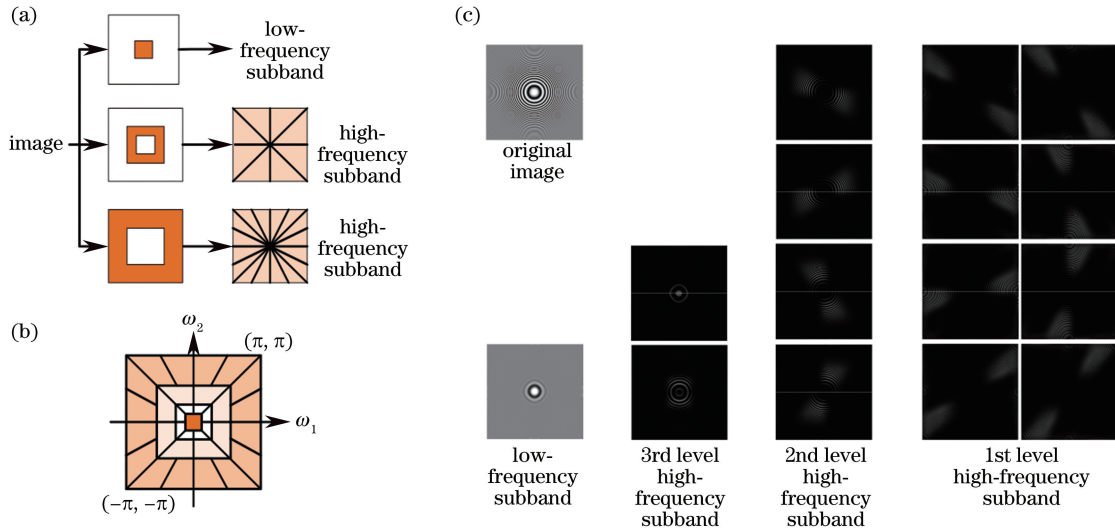 (a)
low-
frequency
subband
image
high-
frequency
subband
high-
frequency
subband
(b)
ω₂
(π, π)
ω₁
(−π, −π)
(c)
original
image
low-
frequency
subband
3rd level
high-
frequency
subband
2nd level
high-
frequency
subband
1st level
high-frequency
subband